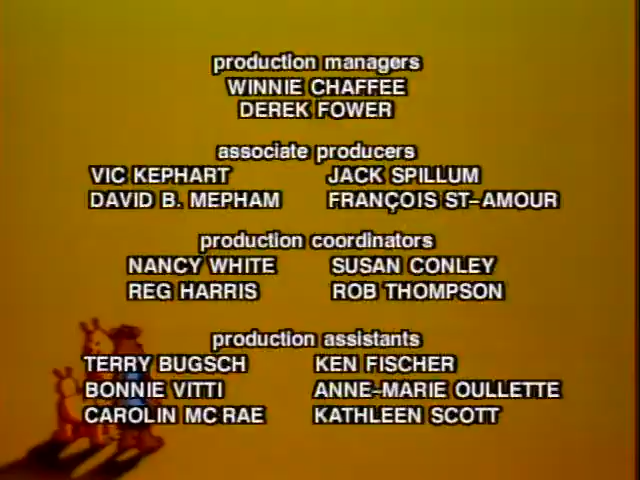 production managers
WINNIE CHAFFEE
DEREK FOWER
associate producers
VIC KEPHART JACK SPILLUM
DAVID B. MEPHAM FRANÇOIS ST-AMOUR
production coordinators
NANCY WHITE SUSAN CONLEY
REG HARRIS ROB THOMPSON
production assistants
TERRY BUGSCH KEN FISCHER
BONNIE VITTI ANNE-MARIE OULLETTE
CAROLIN MC RAE KATHLEEN SCOTT